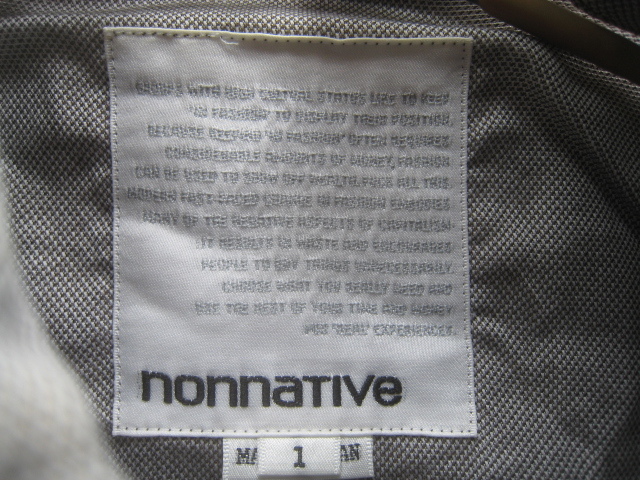 GROUPS WITH HIGH CULTURAL STATUS LIKE TO KEEP
"IN FASHION" TO DISPLAY THEIR POSITION
BECAUSE KEEPING "IN FASHION" OFTEN REQUIRES
CONSIDERABLE AMOUNTS OF MONEY, FASHION
CAN BE USED TO SHOW OFF WEALTH. ALL THIS
MODERN FAST-PACED CHANGE IN FASHION EMBODIES
MANY OF THE NEGATIVE ASPECTS OF CAPITALISM
IT RESULTS IN WASTE AND ENCOURAGES
PEOPLE TO BUY THINGS UNNECESSARILY.
CHOOSE WHAT YOU REALLY NEED AND
USE THE REST OF YOUR TIME AND MONEY
FOR "REAL" EXPERIENCES.
nonnative
MA 1 AN